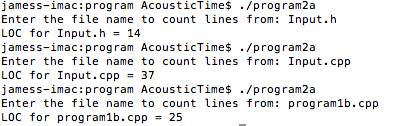 jamess-imac:program AcousticTime$ ./program2a
Enter the file name to count lines from: Input.h
LOC for Input.h = 14
jamess-imac:program AcousticTime$ ./program2a
Enter the file name to count lines from: Input.cpp
LOC for Input.cpp = 37
jamess-imac:program AcousticTime$ ./program2a
Enter the file name to count lines from: program1b.cpp
LOC for program1b.cpp = 25